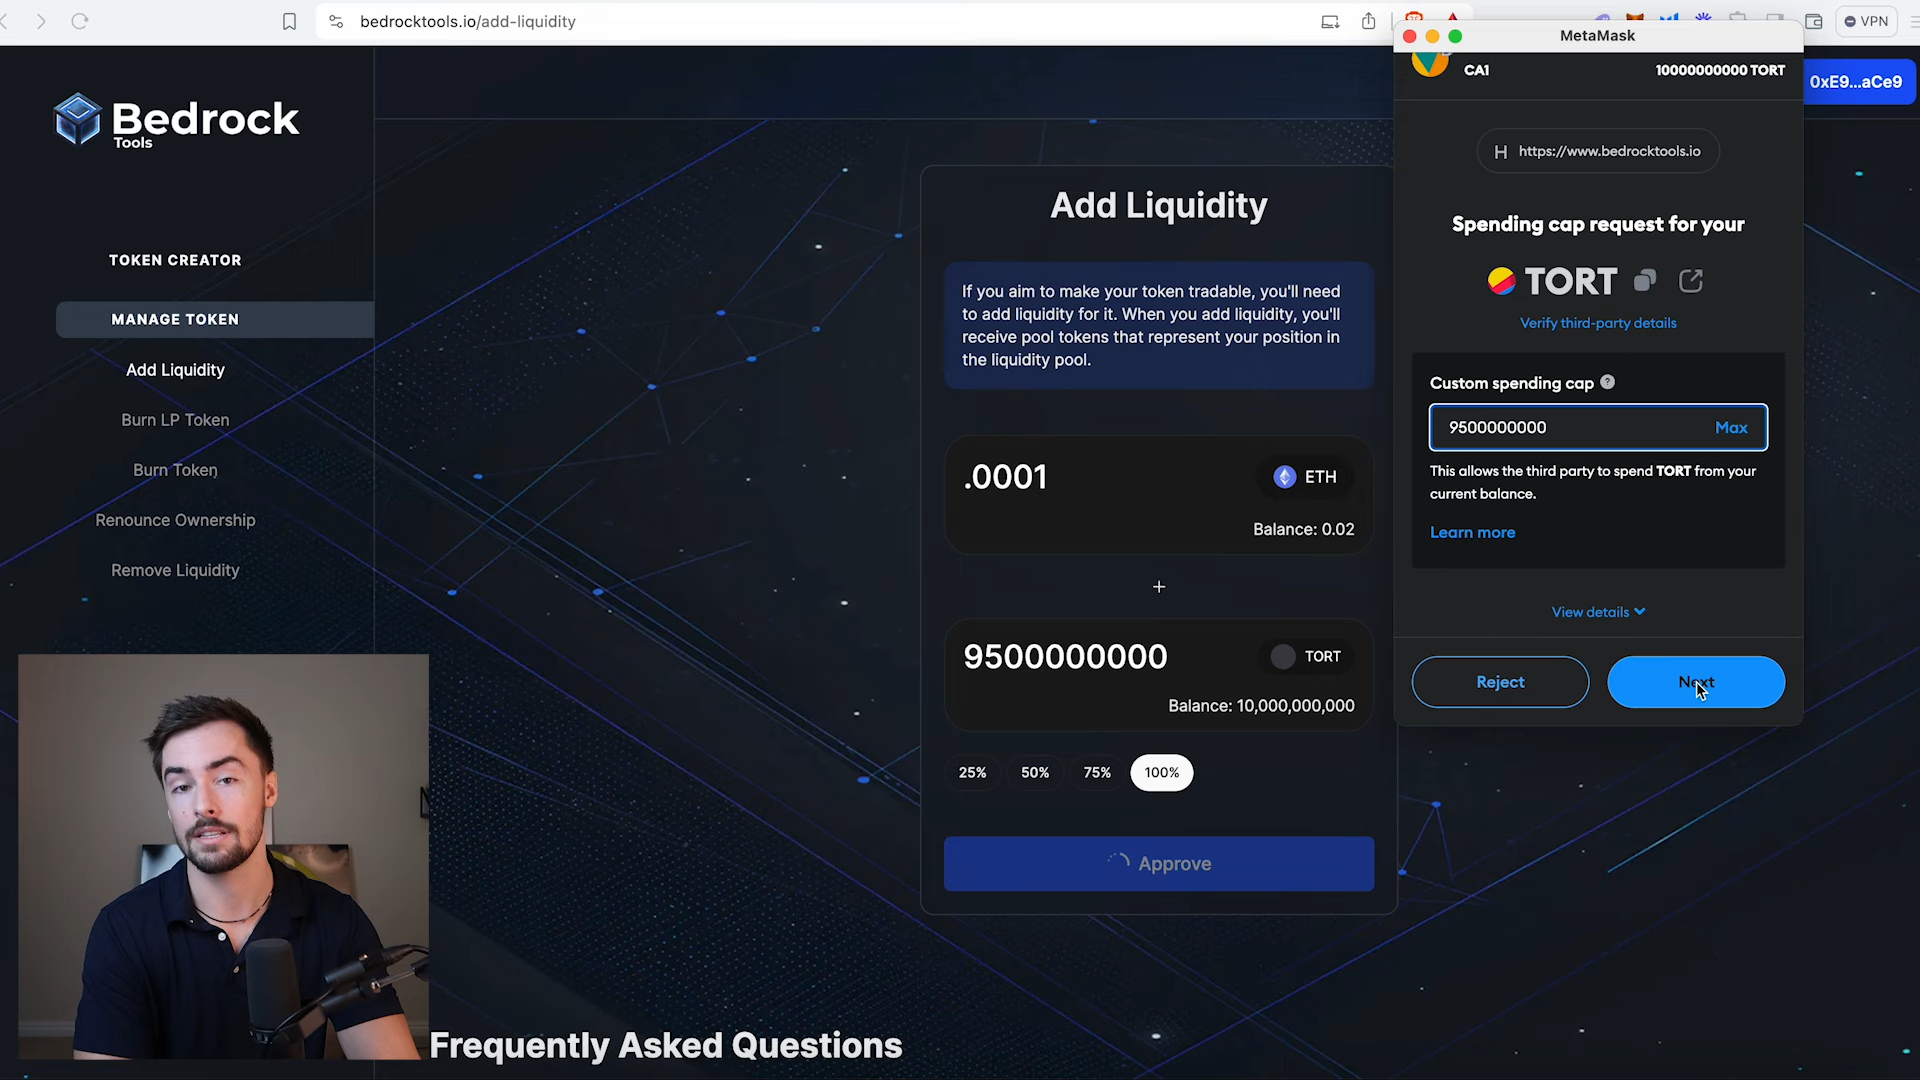 bedrocktools.io/add-liquidity
VPN
MetaMask
CA1
10000000000 TORT
0xE9...aCe9
Bedrock
Tools
https://www.bedrocktools.io
Spending cap request for your
TORT
Verify third-party details
Custom spending cap ?
9500000000
Max
This allows the third party to spend TORT from your
current balance.
Learn more
View details
Reject
Next
TOKEN CREATOR
MANAGE TOKEN
Add Liquidity
Burn LP Token
Burn Token
Renounce Ownership
Remove Liquidity
Add Liquidity
If you aim to make your token tradable, you'll need
to add liquidity for it. When you add liquidity, you'll
receive pool tokens that represent your position in
the liquidity pool.
.0001
ETH
Balance: 0.02
+
9500000000
TORT
Balance: 10,000,000,000
25%
50%
75%
100%
Approve
Frequently Asked Questions